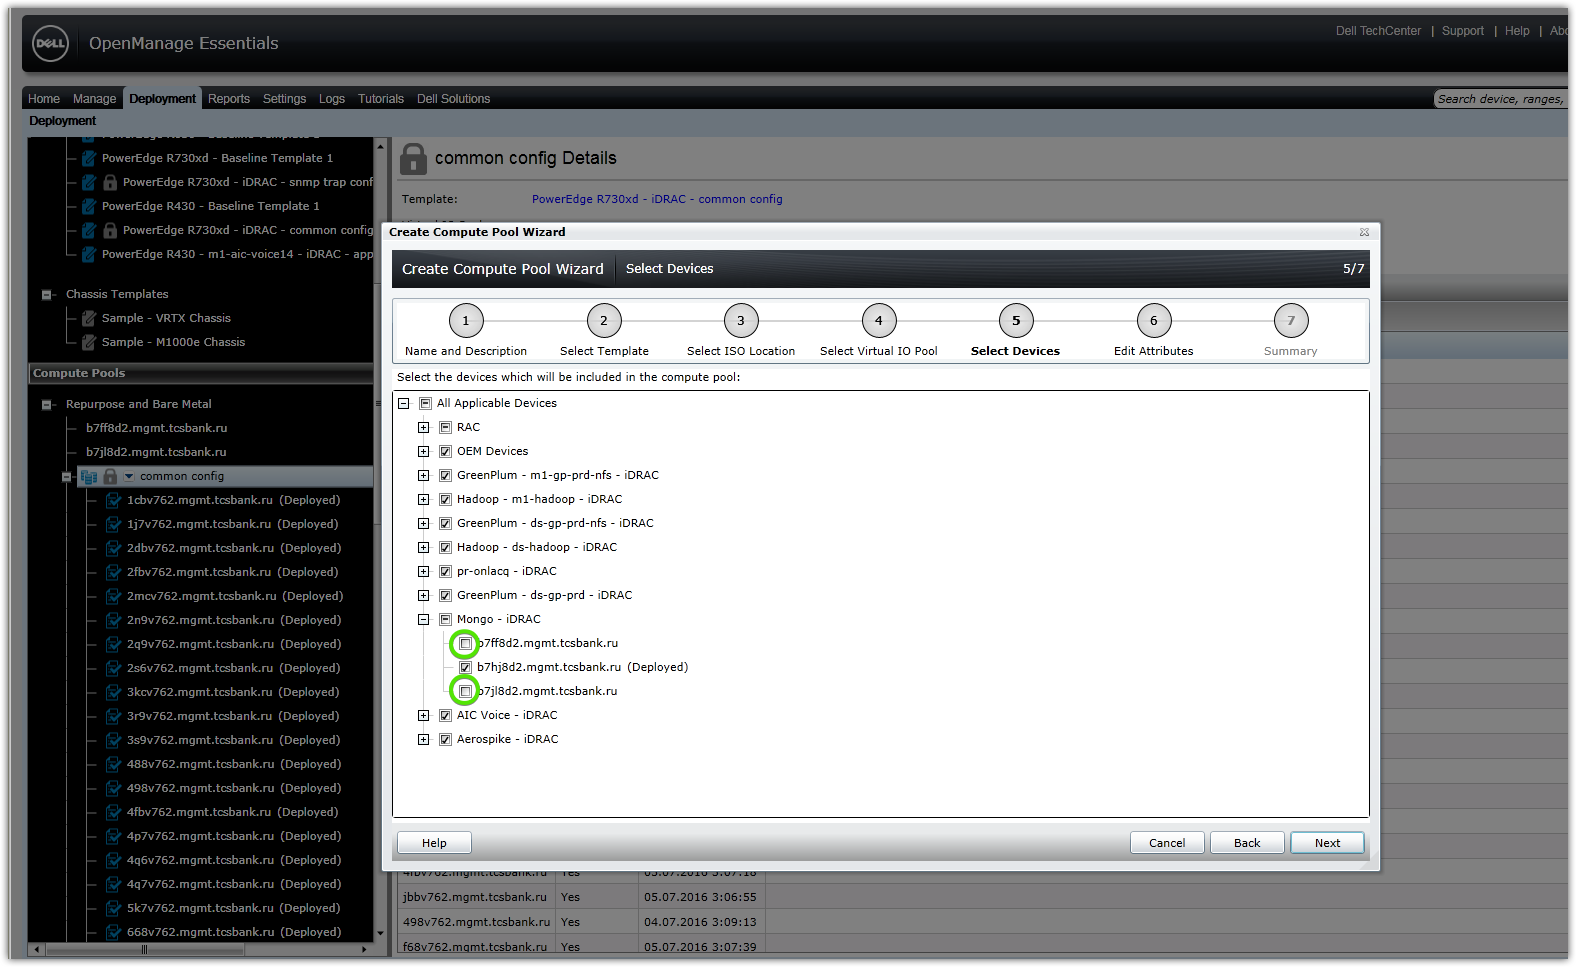 DELL
OpenManage Essentials
Dell TechCenter | Support | Help |
Home Manage Deployment Reports Settings Logs Tutorials Dell Solutions
Search device, ranges,
Deployment
PowerEdge R730xd - Baseline Template 1
PowerEdge R730xd - iDRAC - snmp trap conf
PowerEdge R430 - Baseline Template 1
PowerEdge R730xd - iDRAC - common config
PowerEdge R430 - m1-aic-voice14 - iDRAC - app
Chassis Templates
Sample - VRTX Chassis
Sample - M1000e Chassis
Compute Pools
Repurpose and Bare Metal
b7ff8d2.mgmt.tcsbank.ru
b7jl8d2.mgmt.tcsbank.ru
common config
1cbv762.mgmt.tcsbank.ru (Deployed)
1j7v762.mgmt.tcsbank.ru (Deployed)
2dbv762.mgmt.tcsbank.ru (Deployed)
2fbv762.mgmt.tcsbank.ru (Deployed)
2mcv762.mgmt.tcsbank.ru (Deployed)
2n9v762.mgmt.tcsbank.ru (Deployed)
2q9v762.mgmt.tcsbank.ru (Deployed)
2s6v762.mgmt.tcsbank.ru (Deployed)
3kcv762.mgmt.tcsbank.ru (Deployed)
3r9v762.mgmt.tcsbank.ru (Deployed)
3s9v762.mgmt.tcsbank.ru (Deployed)
488v762.mgmt.tcsbank.ru (Deployed)
498v762.mgmt.tcsbank.ru (Deployed)
4fbv762.mgmt.tcsbank.ru (Deployed)
4p7v762.mgmt.tcsbank.ru (Deployed)
4q6v762.mgmt.tcsbank.ru (Deployed)
4q7v762.mgmt.tcsbank.ru (Deployed)
5k7v762.mgmt.tcsbank.ru (Deployed)
668v762.mgmt.tcsbank.ru (Deployed)
common config Details
Template: PowerEdge R730xd - iDRAC - common config
Create Compute Pool Wizard
Create Compute Pool Wizard Select Devices 5/7
1 2 3 4 5 6 7
Name and Description Select Template Select ISO Location Select Virtual IO Pool Select Devices Edit Attributes Summary
Select the devices which will be included in the compute pool:
All Applicable Devices
RAC
OEM Devices
GreenPlum - m1-gp-prd-nfs - iDRAC
Hadoop - m1-hadoop - iDRAC
GreenPlum - ds-gp-prd-nfs - iDRAC
Hadoop - ds-hadoop - iDRAC
pr-onlacq - iDRAC
GreenPlum - ds-gp-prd - iDRAC
Mongo - iDRAC
b7ff8d2.mgmt.tcsbank.ru
b7hj8d2.mgmt.tcsbank.ru (Deployed)
b7jl8d2.mgmt.tcsbank.ru
AIC Voice - iDRAC
Aerospike - iDRAC
Help Cancel Back Next
jbbv762.mgmt.tcsbank.ru Yes 05.07.2016 3:06:55
498v762.mgmt.tcsbank.ru Yes 04.07.2016 3:09:13
f68v762.mgmt.tcsbank.ru Yes 05.07.2016 3:07:39